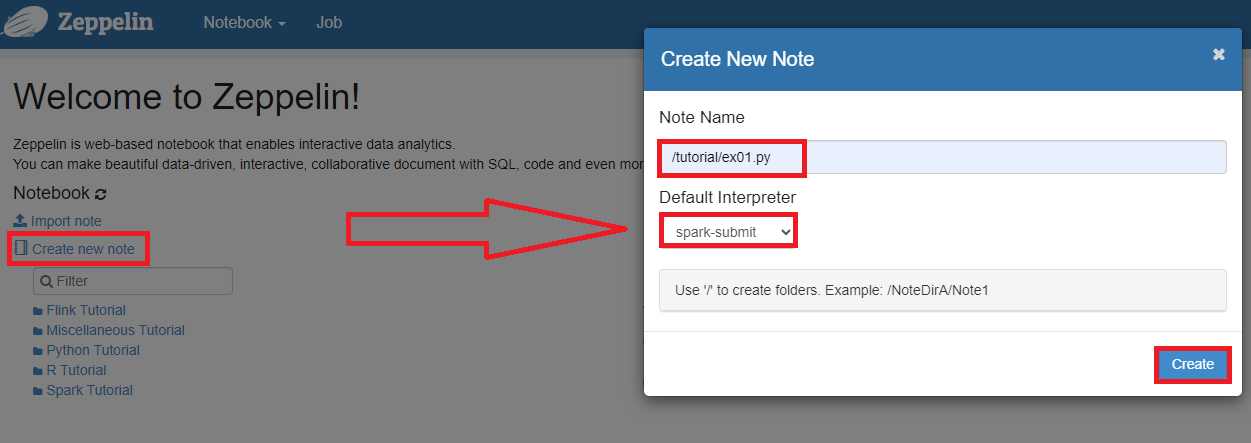 Zeppelin
Notebook
Job
Welcome to Zeppelin!
Zeppelin is web-based notebook that enables interactive data analytics.
You can make beautiful data-driven, interactive, collaborative document with SQL, code and even mor
Notebook
Import note
Create new note
Filter
Flink Tutorial
Miscellaneous Tutorial
Python Tutorial
R Tutorial
Spark Tutorial
Create New Note
Note Name
/tutorial/ex01.py
Default Interpreter
spark-submit
Use '/' to create folders. Example: /NoteDirA/Note1
Create